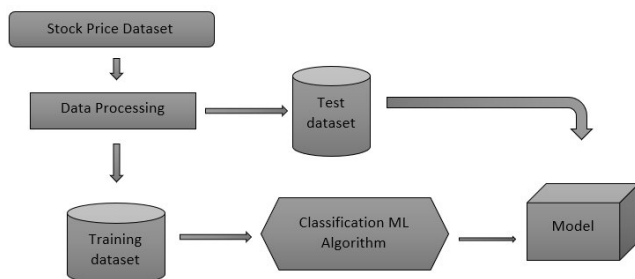 Stock Price Dataset
Data Processing
Test
dataset
Training
dataset
Classification ML
Algorithm
Model